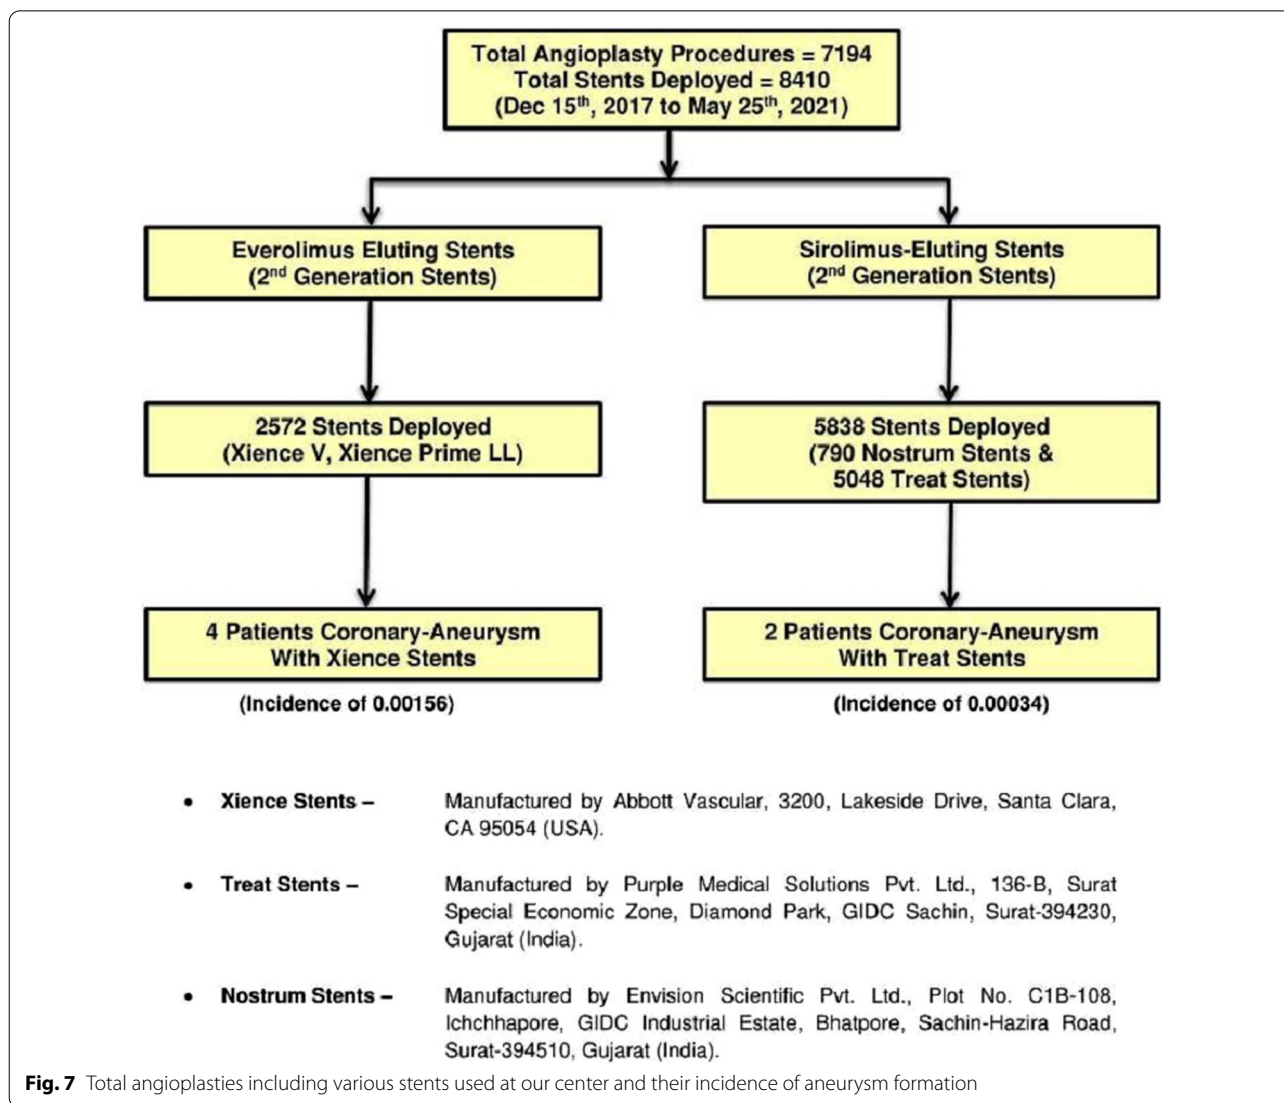 Total Angioplasty Procedures = 7194
Total Stents Deployed = 8410
(Dec 15th, 2017 to May 25th, 2021)
Everolimus Eluting Stents
(2nd Generation Stents)
Sirolimus-Eluting Stents
(2nd Generation Stents)
2572 Stents Deployed
(Xience V, Xience Prime LL)
5838 Stents Deployed
(790 Nostrum Stents &
5048 Treat Stents)
4 Patients Coronary-Aneurysm
With Xience Stents
(Incidence of 0.00156)
2 Patients Coronary-Aneurysm
With Treat Stents
(Incidence of 0.00034)
• Xience Stents – Manufactured by Abbott Vascular, 3200, Lakeside Drive, Santa Clara,
CA 95054 (USA).
• Treat Stents – Manufactured by Purple Medical Solutions Pvt. Ltd., 136-B, Surat
Special Economic Zone, Diamond Park, GIDC Sachin, Surat-394230,
Gujarat (India).
• Nostrum Stents – Manufactured by Envision Scientific Pvt. Ltd., Plot No. C1B-108,
Ichchhapore, GIDC Industrial Estate, Bhatpore, Sachin-Hazira Road,
Surat-394510, Gujarat (India).
Fig. 7 Total angioplasties including various stents used at our center and their incidence of aneurysm formation